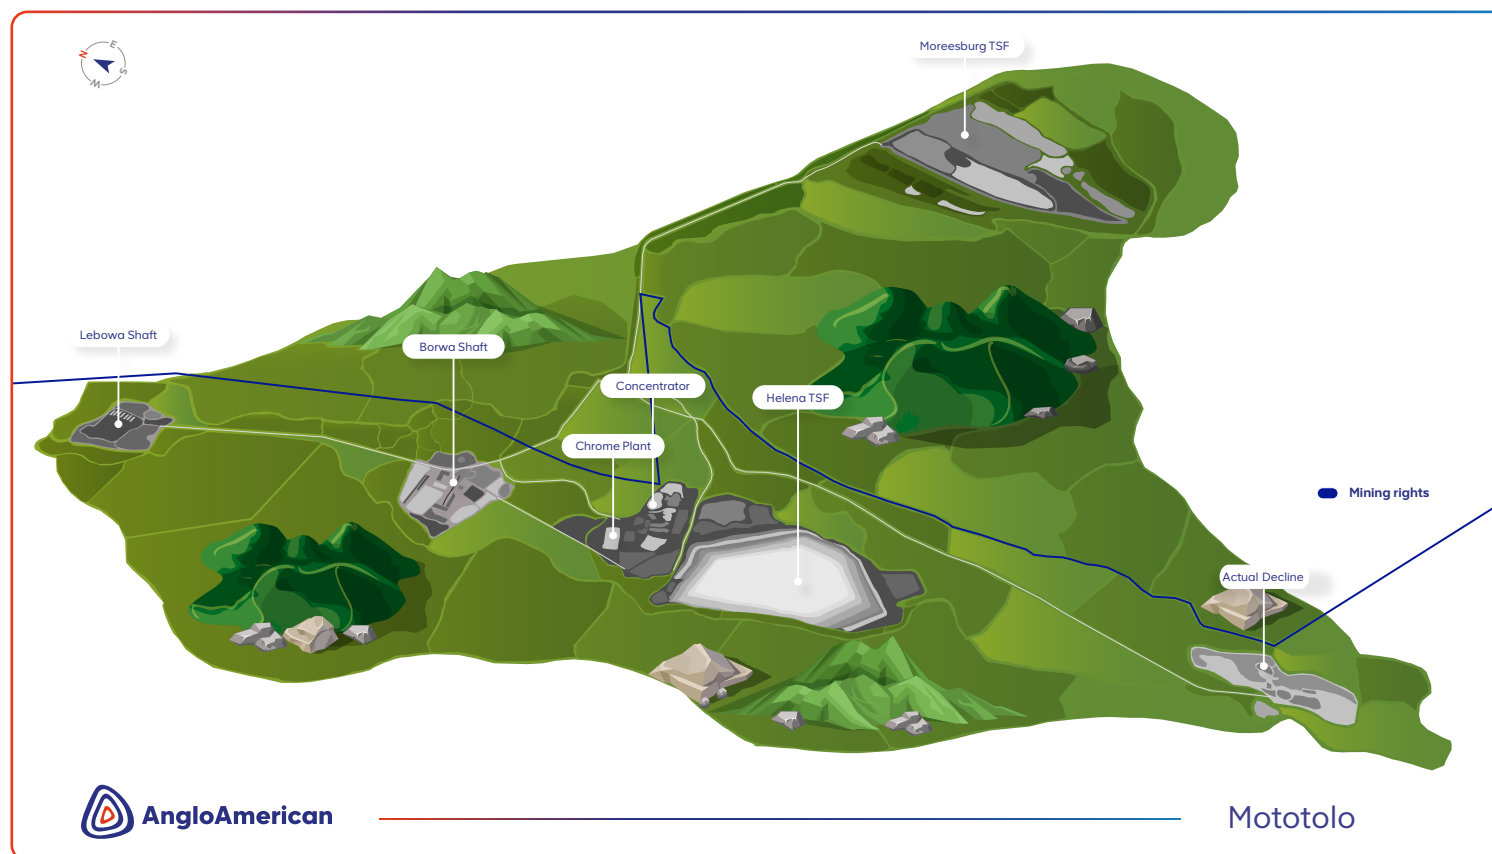 Moreesburg TSF
N
E
S
W
Lebowa Shaft
Borwa Shaft
Concentrator
Helena TSF
Chrome Plant
Mining rights
Actual Decline
AngloAmerican
Mototolo